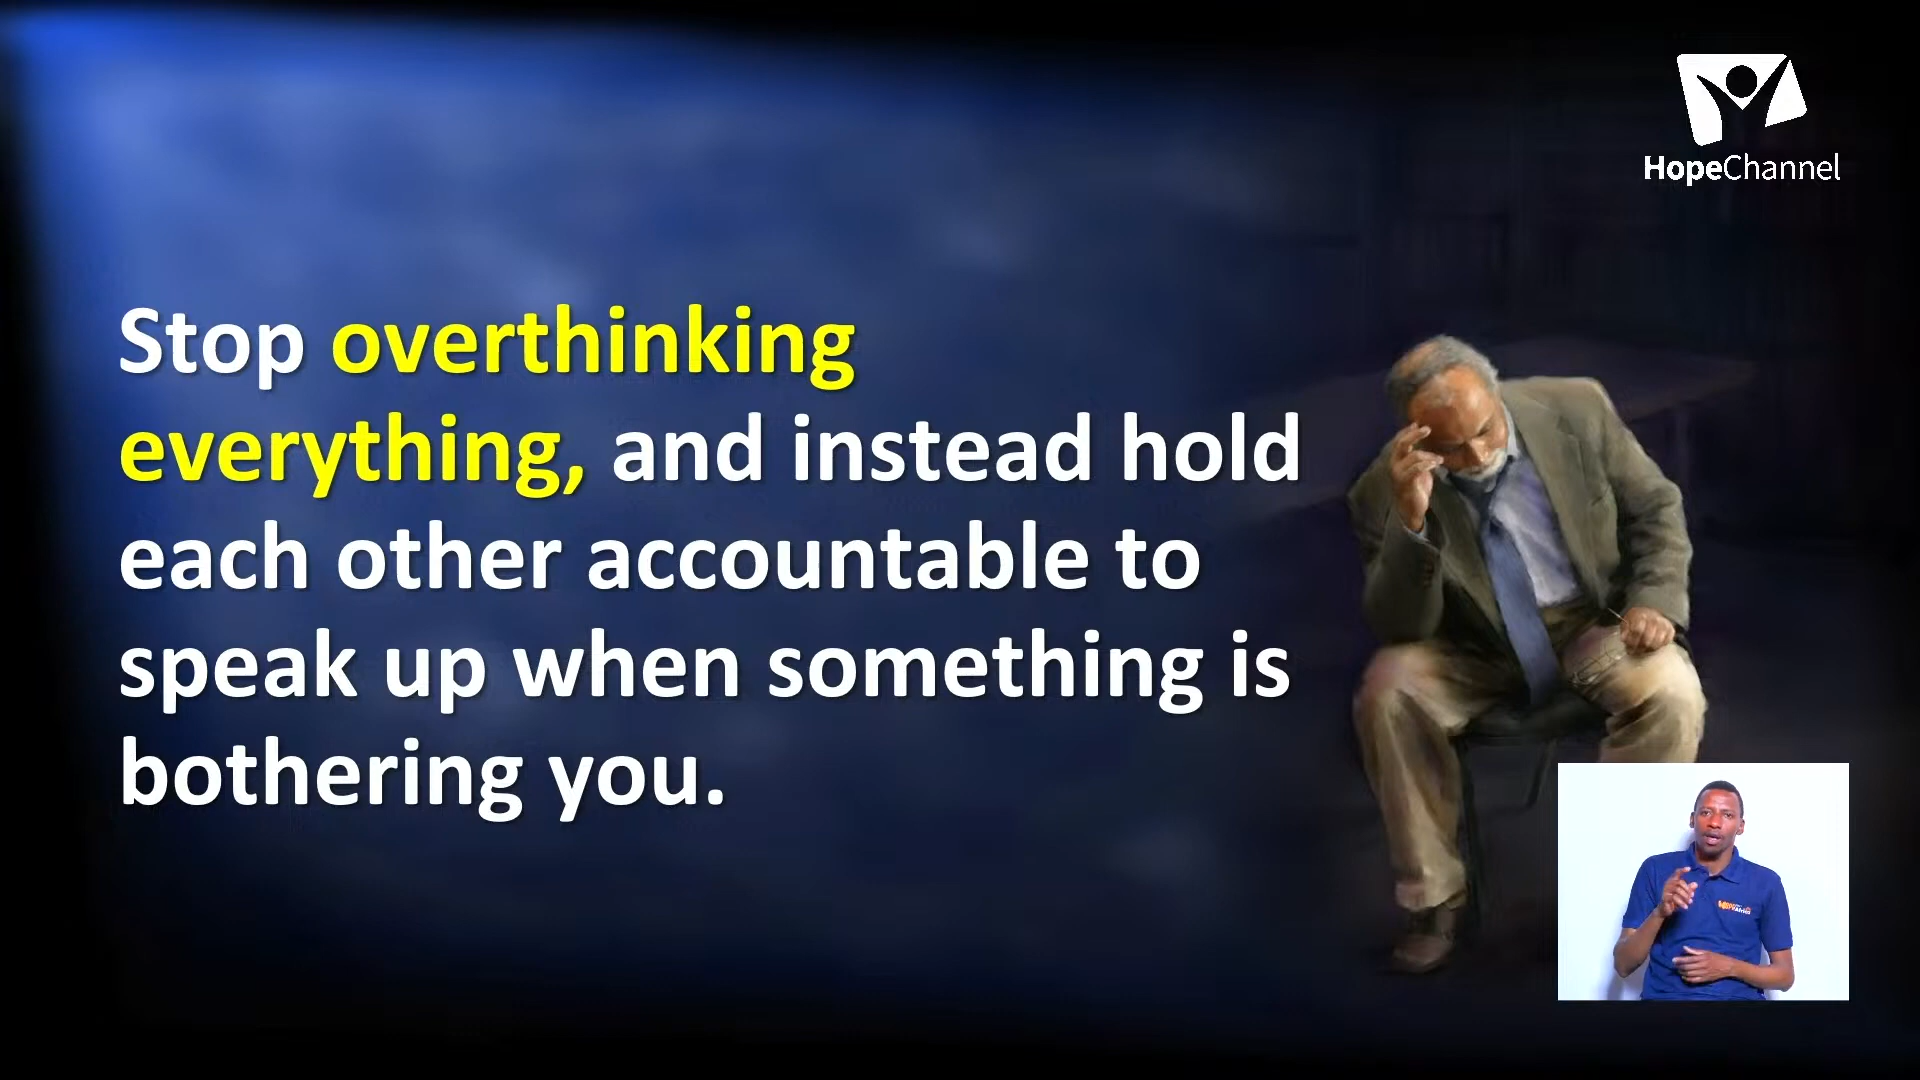 HopeChannel
Stop overthinking
everything, and instead hold
each other accountable to
speak up when something is
bothering you.